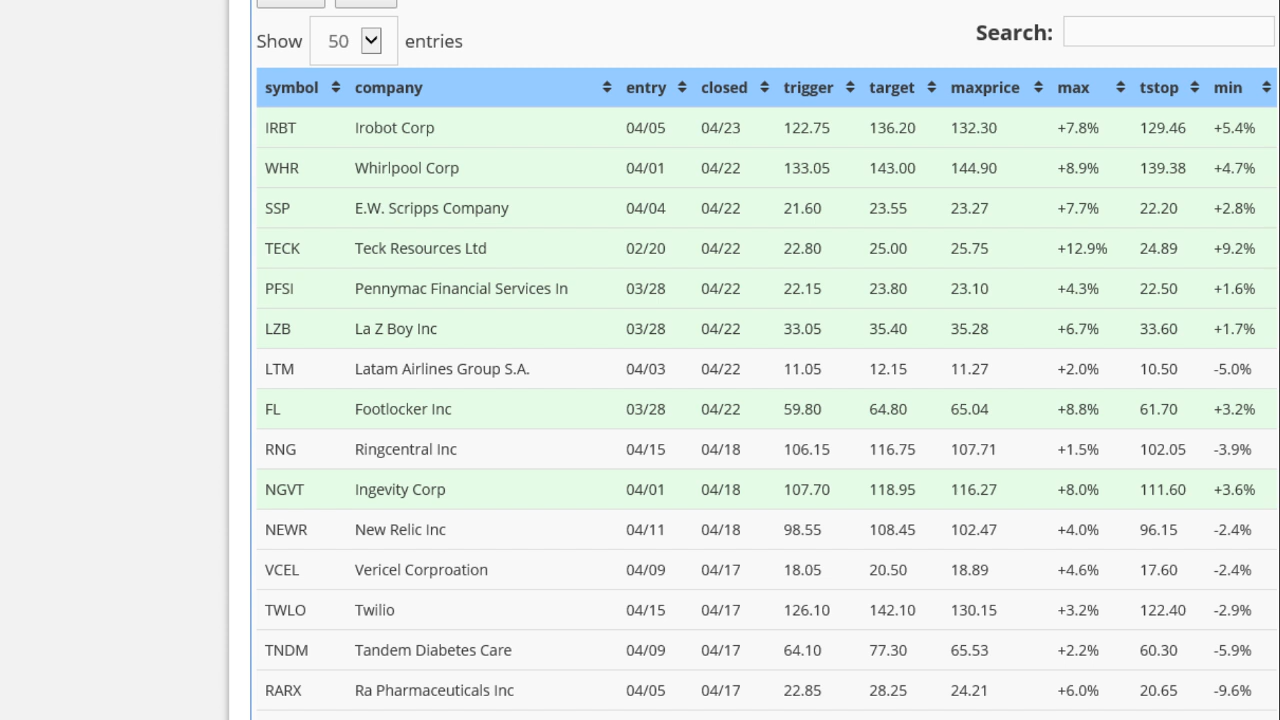 Show 50 entries Search:
symbol company entry closed trigger target maxprice max tstop min
IRBT Irobot Corp 04/05 04/23 122.75 136.20 132.30 +7.8% 129.46 +5.4%
WHR Whirlpool Corp 04/01 04/22 133.05 143.00 144.90 +8.9% 139.38 +4.7%
SSP E.W. Scripps Company 04/04 04/22 21.60 23.55 23.27 +7.7% 22.20 +2.8%
TECK Teck Resources Ltd 02/20 04/22 22.80 25.00 25.75 +12.9% 24.89 +9.2%
PFSI Pennymac Financial Services In 03/28 04/22 22.15 23.80 23.10 +4.3% 22.50 +1.6%
LZB La Z Boy Inc 03/28 04/22 33.05 35.40 35.28 +6.7% 33.60 +1.7%
LTM Latam Airlines Group S.A. 04/03 04/22 11.05 12.15 11.27 +2.0% 10.50 -5.0%
FL Footlocker Inc 03/28 04/22 59.80 64.80 65.04 +8.8% 61.70 +3.2%
RNG Ringcentral Inc 04/15 04/18 106.15 116.75 107.71 +1.5% 102.05 -3.9%
NGVT Ingevity Corp 04/01 04/18 107.70 118.95 116.27 +8.0% 111.60 +3.6%
NEWR New Relic Inc 04/11 04/18 98.55 108.45 102.47 +4.0% 96.15 -2.4%
VCEL Vericel Corproation 04/09 04/17 18.05 20.50 18.89 +4.6% 17.60 -2.4%
TWLO Twilio 04/15 04/17 126.10 142.10 130.15 +3.2% 122.40 -2.9%
TNDM Tandem Diabetes Care 04/09 04/17 64.10 77.30 65.53 +2.2% 60.30 -5.9%
RARX Ra Pharmaceuticals Inc 04/05 04/17 22.85 28.25 24.21 +6.0% 20.65 -9.6%